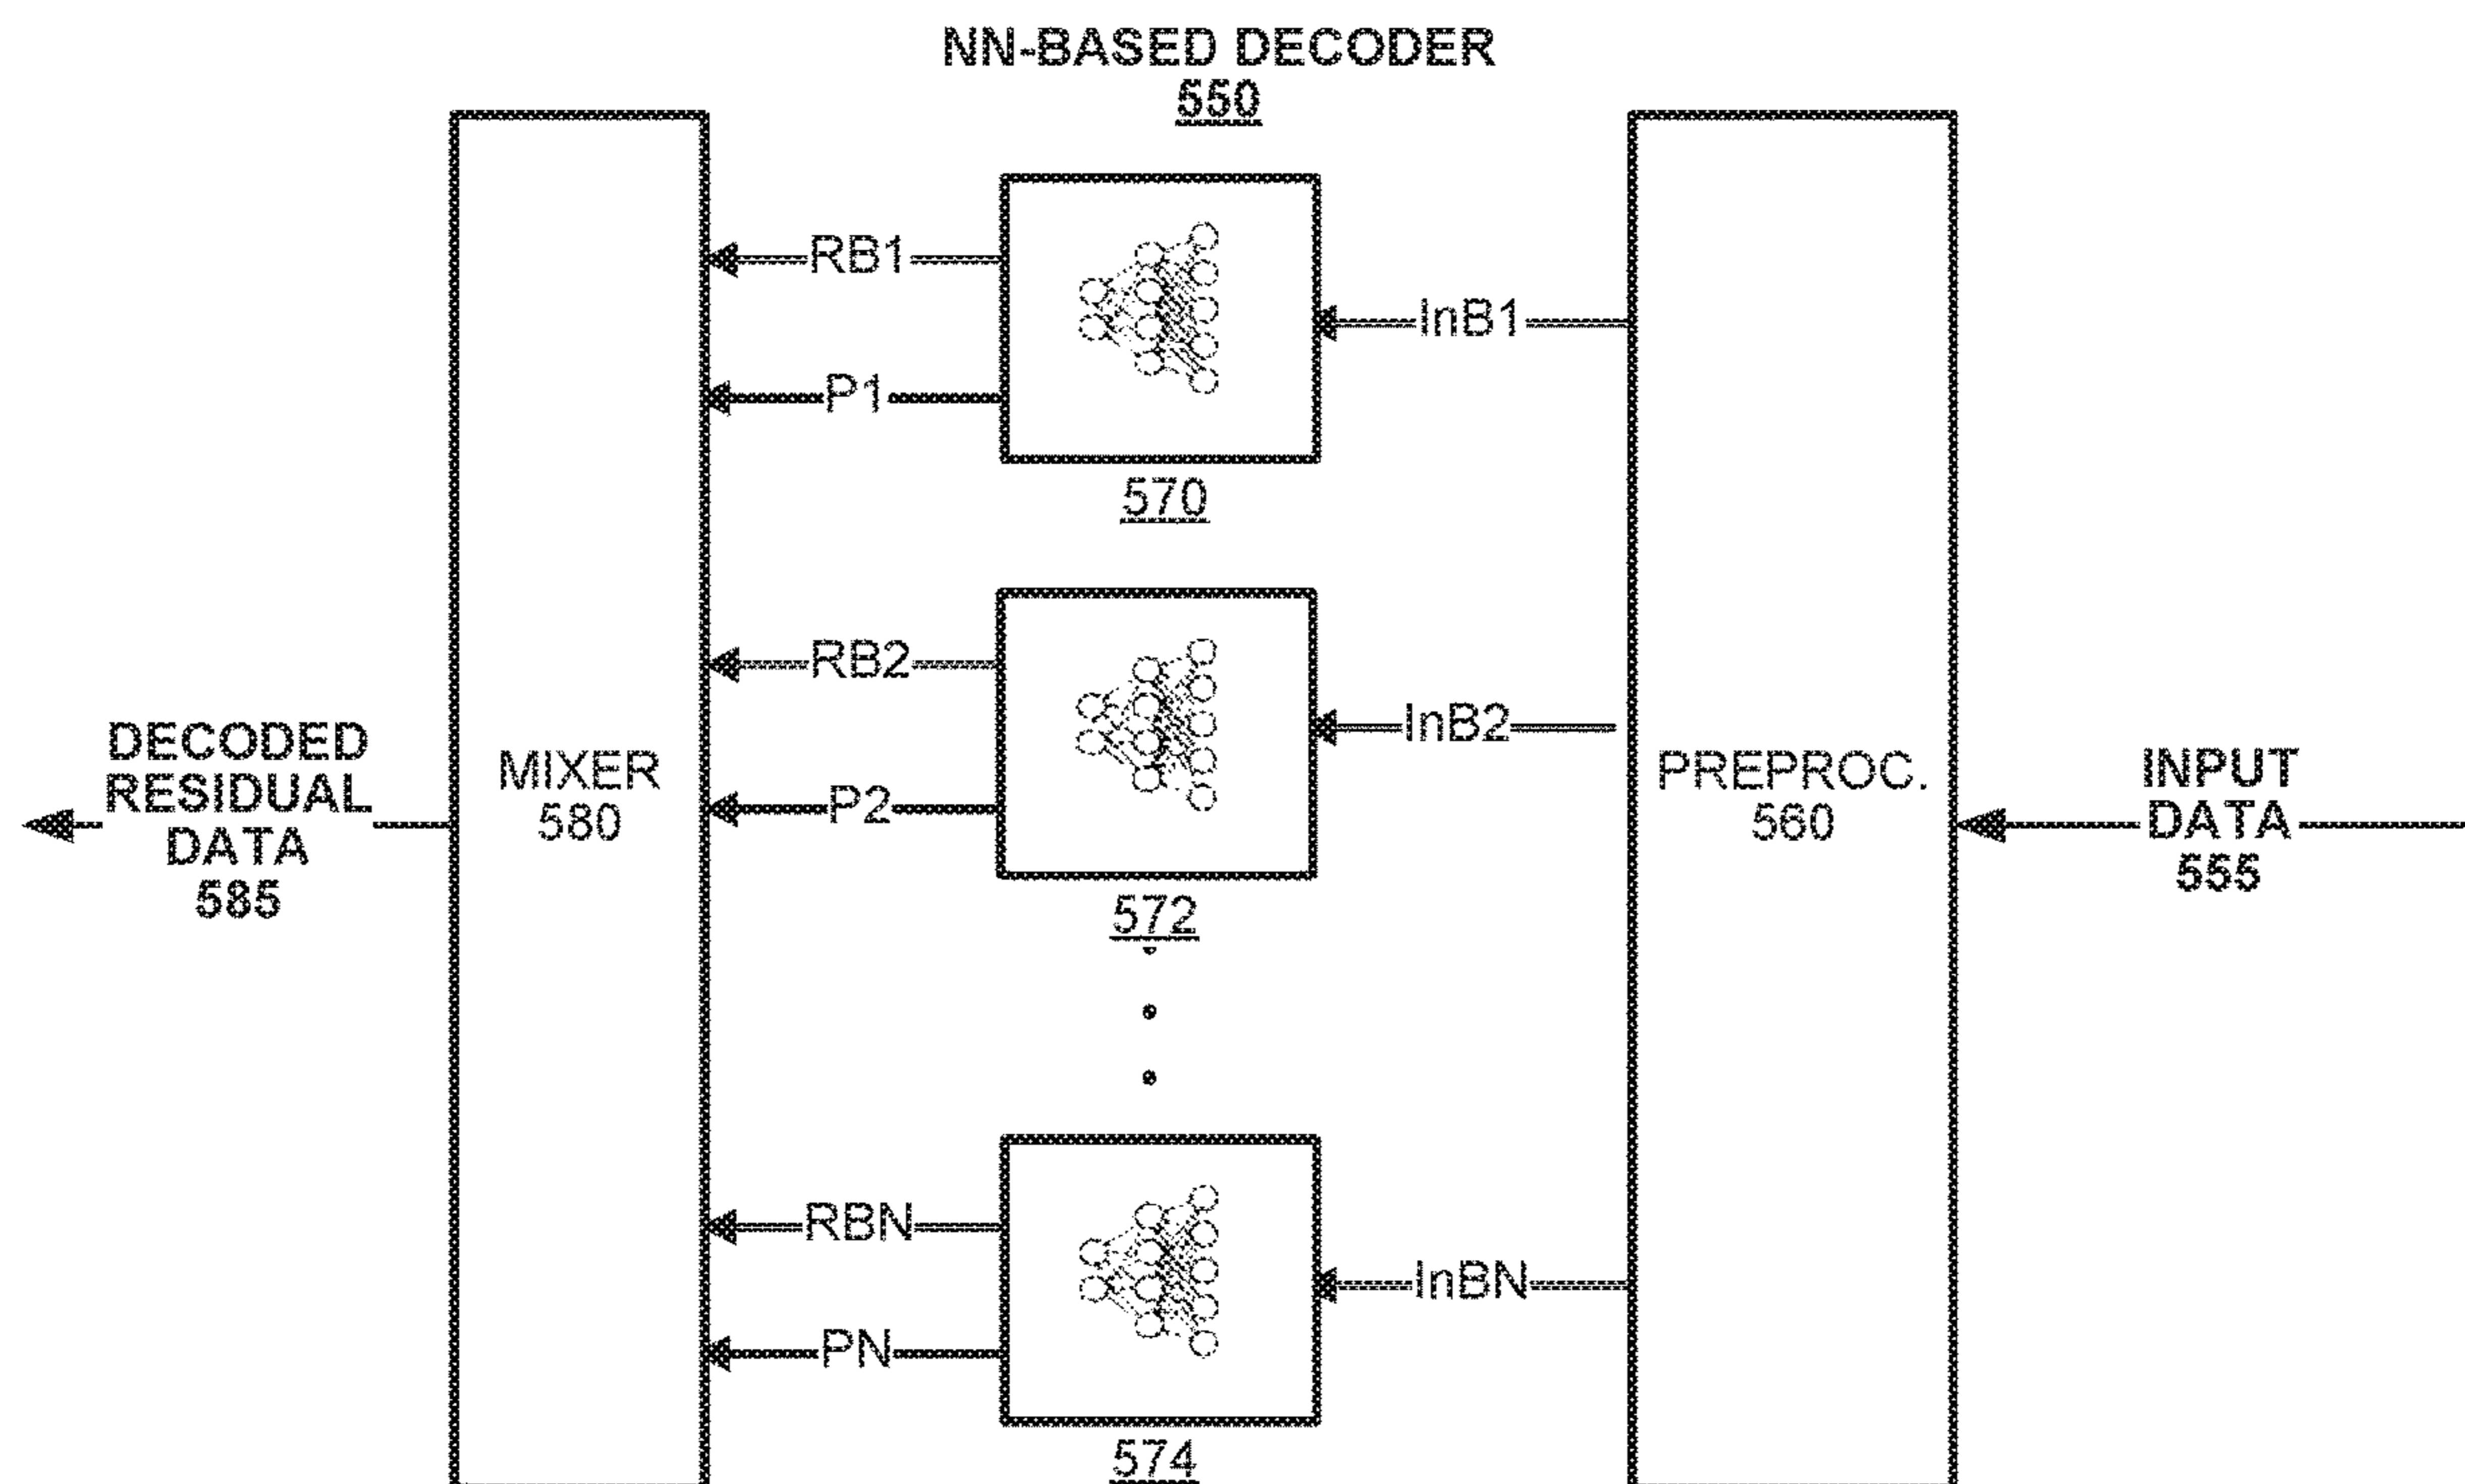 NN-BASED DECODER
550
RB1
InB1
P1
570
RB2
InB2
P2
572
DECODED
RESIDUAL
DATA
585
MIXER
580
PREPROC.
560
INPUT
DATA
555
RBN
InBN
PN
574